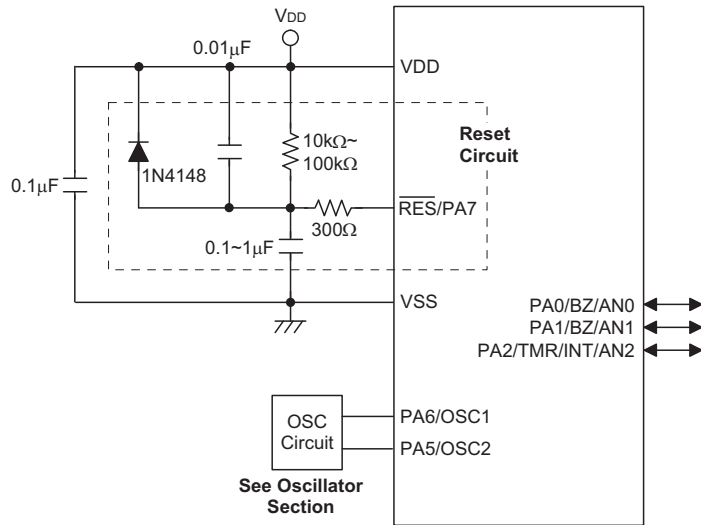 VDD
0.01μF
VDD
10kΩ~
100kΩ
Reset
Circuit
1N4148
0.1μF
RES/PA7
300Ω
0.1~1μF
VSS
PA0/BZ/AN0
PA1/BZ/AN1
PA2/TMR/INT/AN2
OSC
Circuit
PA6/OSC1
PA5/OSC2
See Oscillator
Section